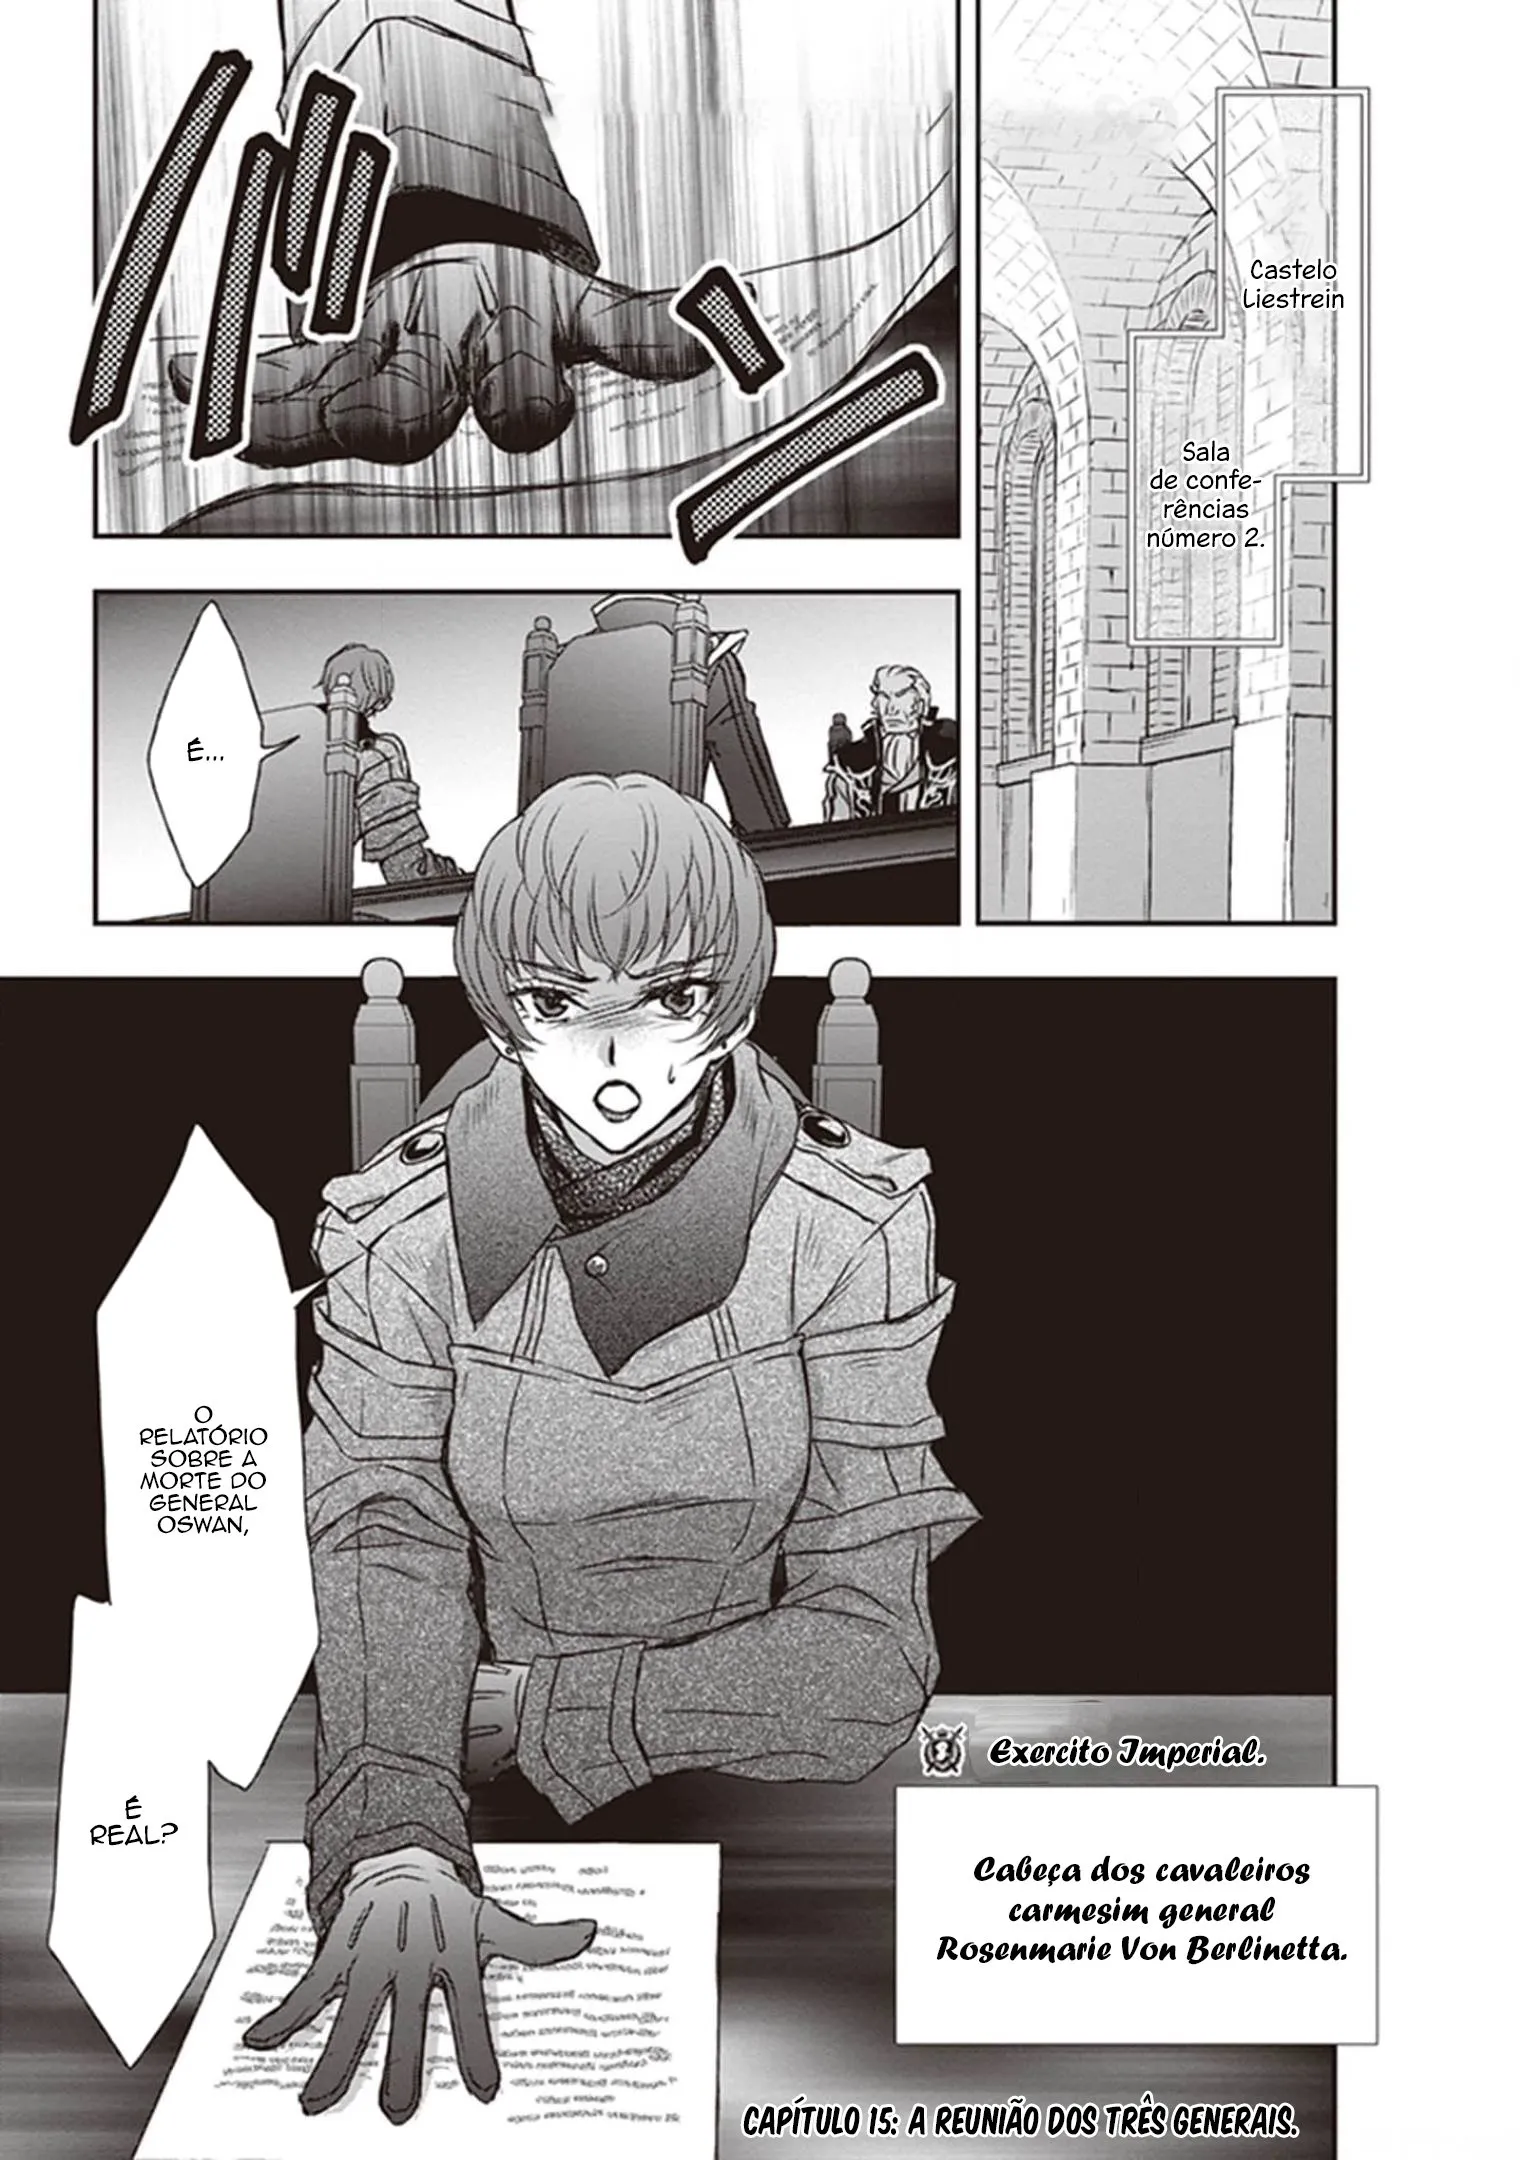 Castelo
Liestrein
Sala
de confe-
rências
número 2.
É...
O
RELATÓRIO
SOBRE A
MORTE DO
GENERAL
OSWAN,
É
REAL?
Exercito Imperial.
Cabeça dos cavaleiros
carmesim general
Rosenmarie Von Berlinetta.
CAPÍTULO 15: A REUNIÃO DOS TRÊS GENERAIS.